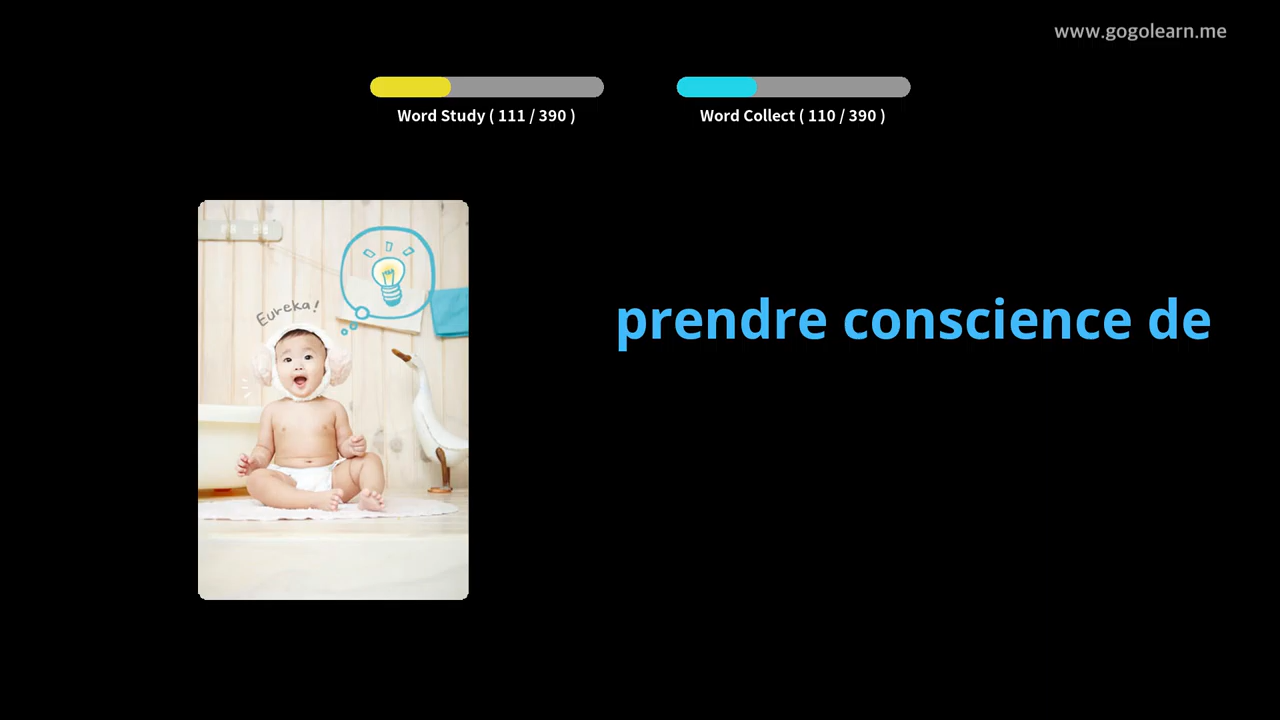 www.gogolearn.me
Word Study ( 111 / 390 )
Word Collect ( 110 / 390 )
Eureka!
prendre conscience de